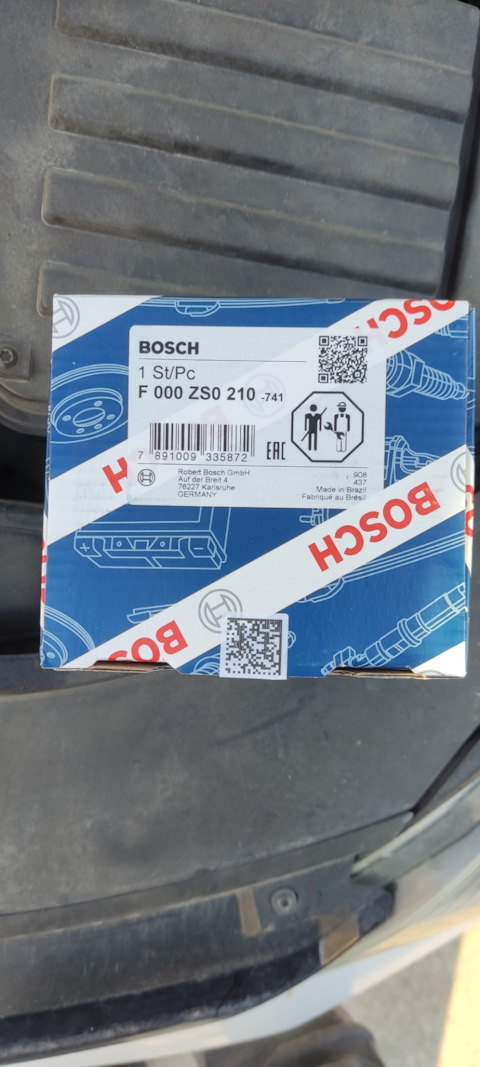 BOSCH
BOSCH
1 St/Pc
F 000 ZS0 210 -741
7 891009 335872
EAC
Robert Bosch GmbH
Auf der Breit 4
76227 Karlsruhe
GERMANY
908
437
Made in Brazil
Fabriqué au Brésil
H
BOSCH
BOSCH